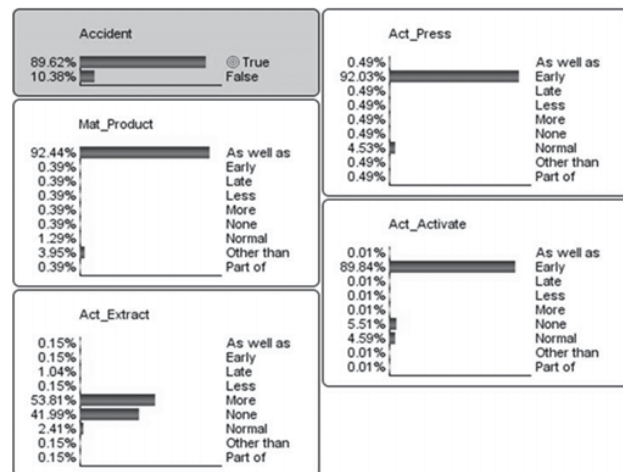 Accident
89.62% True
10.38% False
Mat_Product
92.44% As well as
0.39% Early
0.39% Late
0.39% Less
0.39% More
0.39% None
1.29% Normal
3.95% Other than
0.39% Part of
Act_Extract
0.15% As well as
0.15% Early
1.04% Late
0.15% Less
53.81% More
41.99% None
2.41% Normal
0.15% Other than
0.15% Part of
Act_Press
0.49% As well as
92.03% Early
0.49% Late
0.49% Less
0.49% More
0.49% None
4.53% Normal
0.49% Other than
0.49% Part of
Act_Activate
0.01% As well as
89.84% Early
0.01% Late
0.01% Less
0.01% More
5.51% None
4.59% Normal
0.01% Other than
0.01% Part of